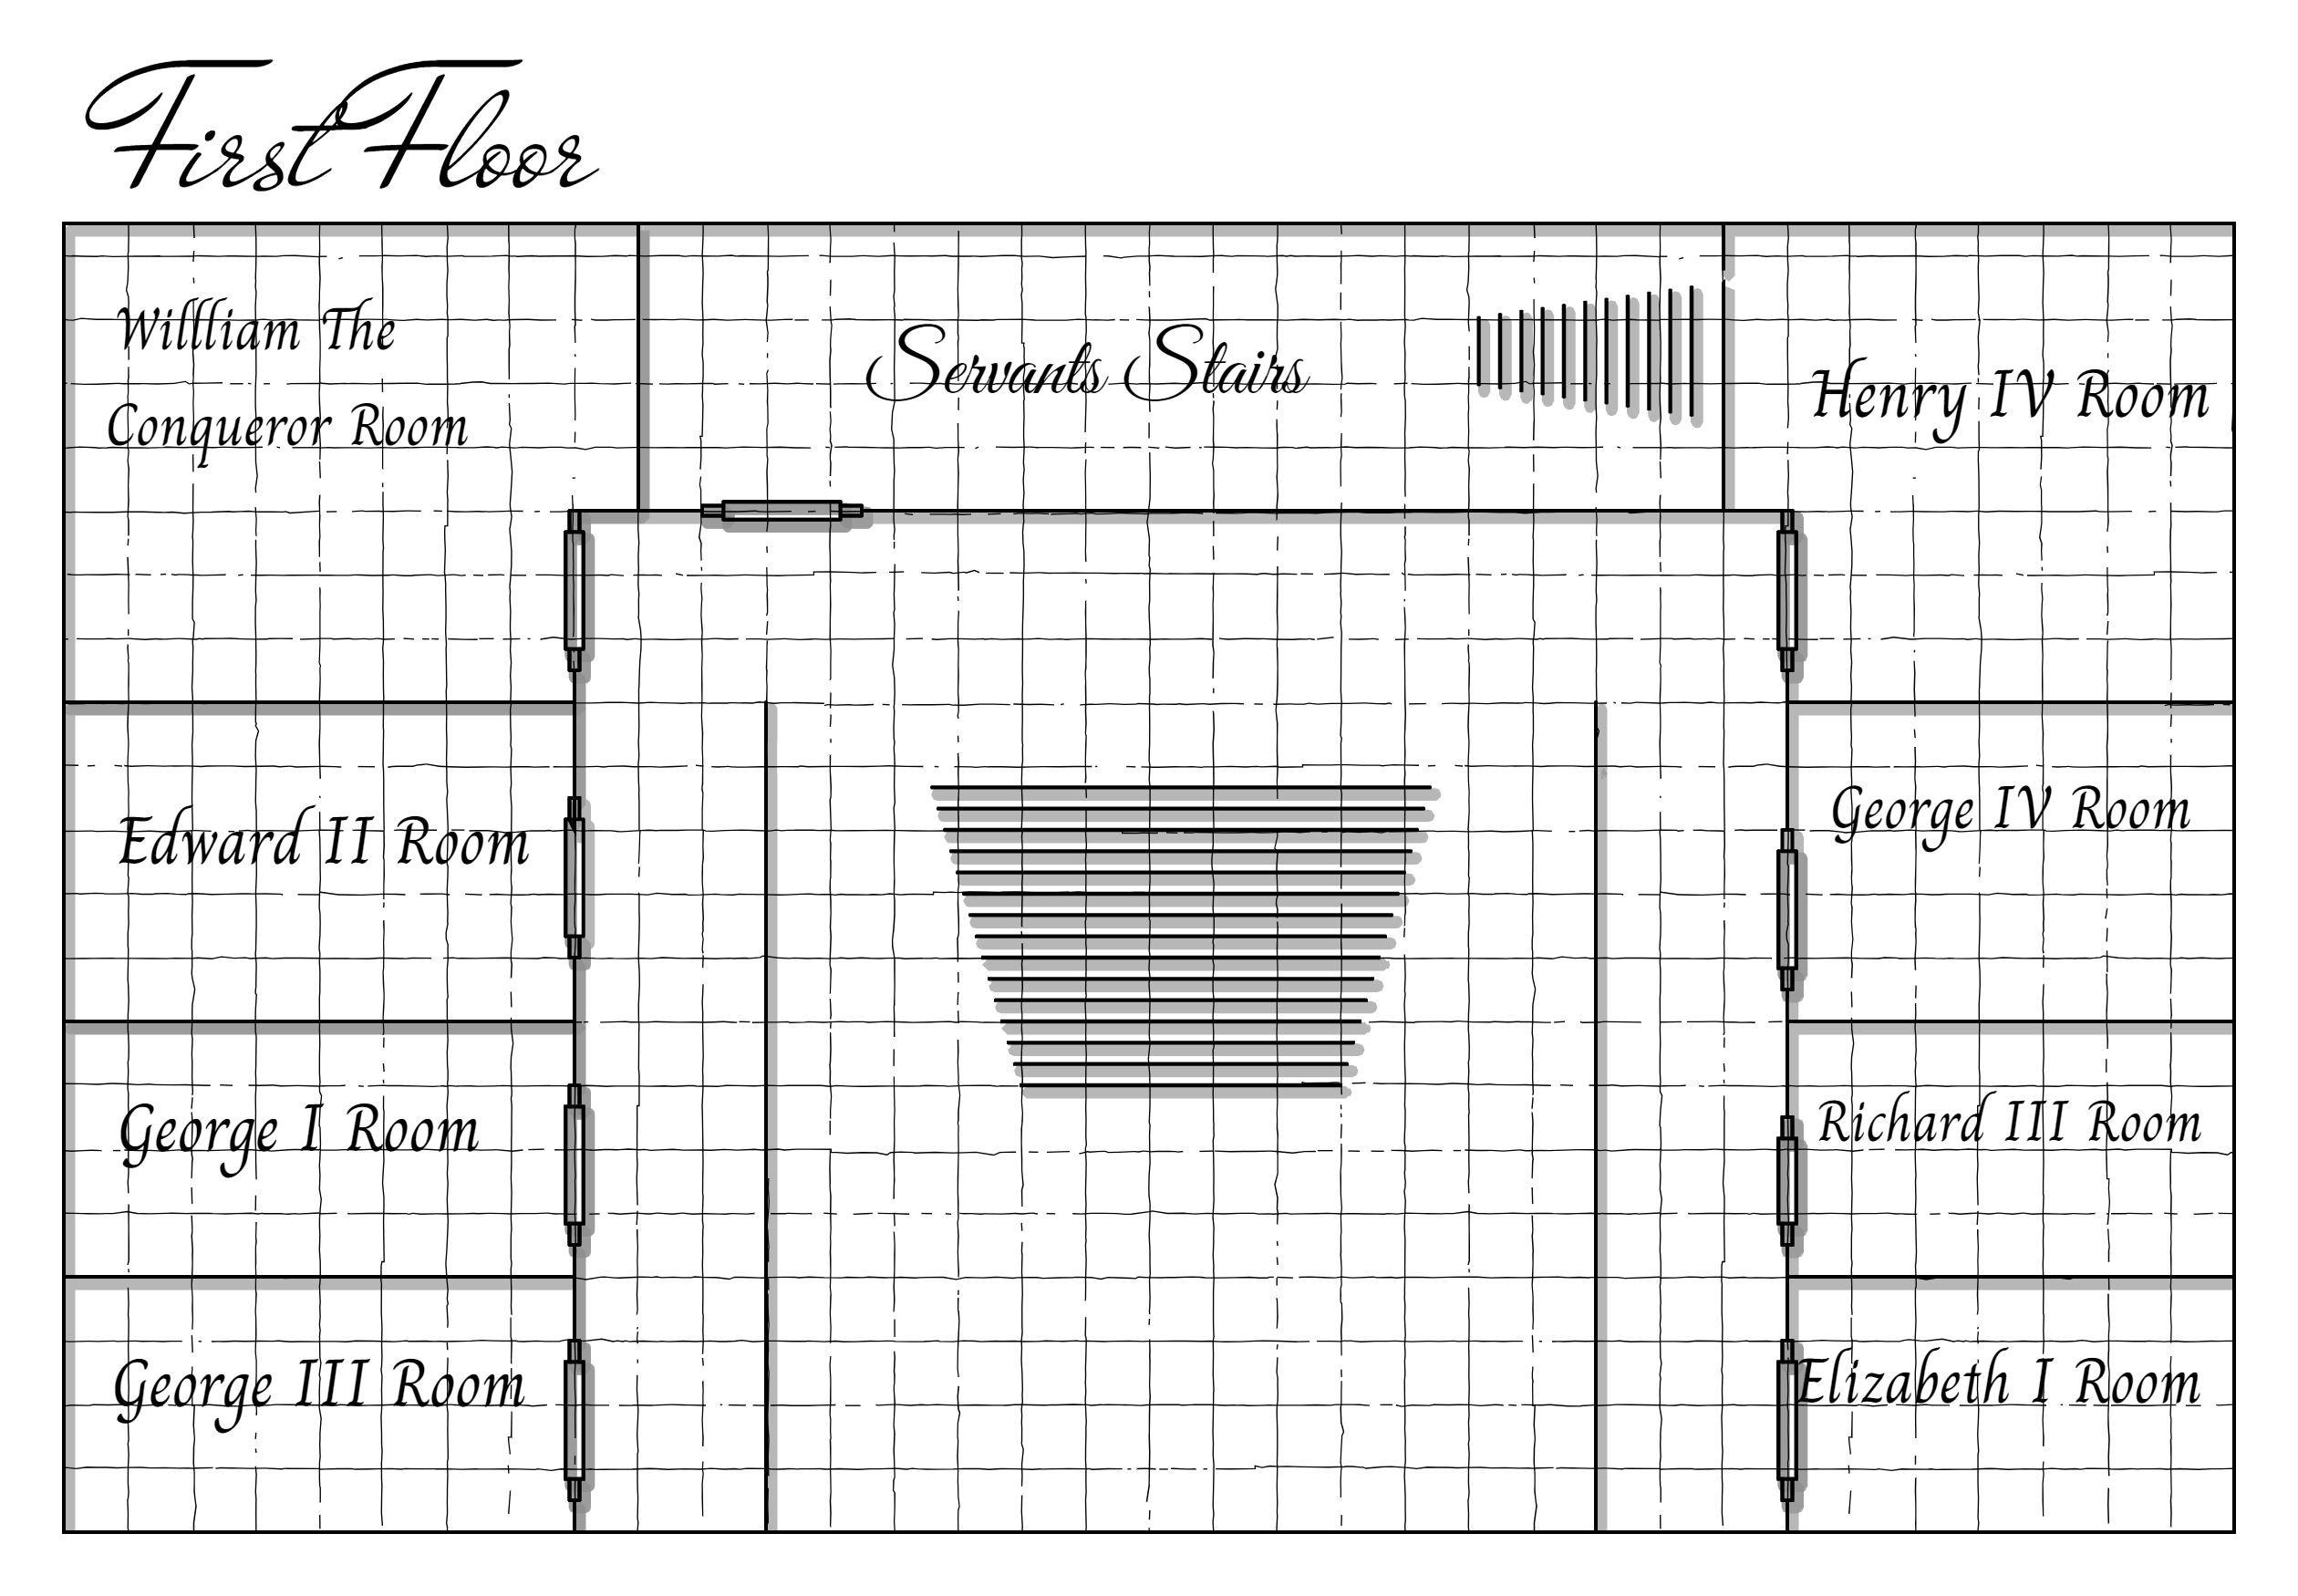 First Floor
Willliam The
Conqueror Room
Servants Stairs
Henry IV Room
Edward II Room
George IV Room
George I Room
Richard III Room
George III Room
Elizabeth I Room